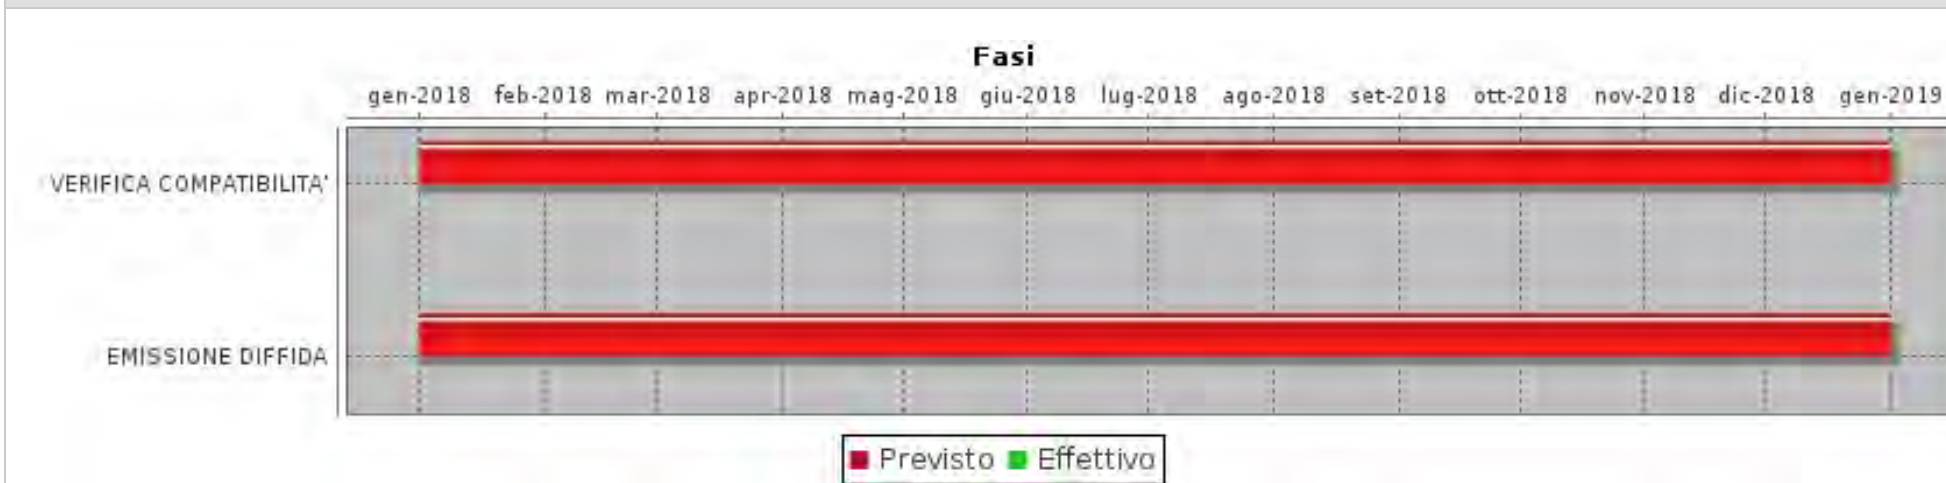 Fasi
gen-2018 feb-2018 mar-2018 apr-2018 mag-2018 giu-2018 lug-2018 ago-2018 set-2018 ott-2018 nov-2018 dic-2018 gen-2019
VERIFICA COMPATIBILITA'
EMISSIONE DIFFIDA
Previsto Effettivo